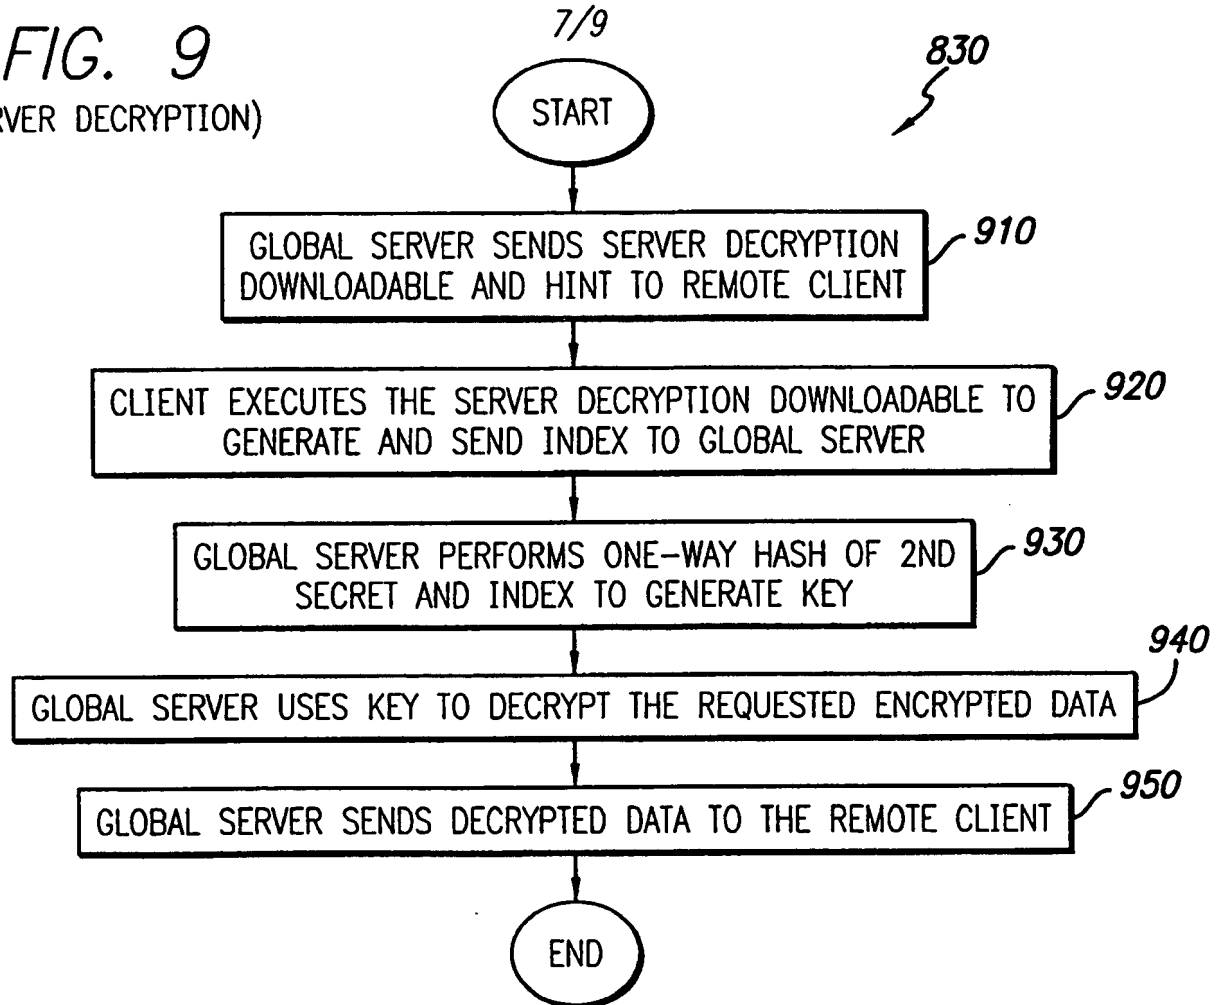 7/9
FIG. 9
RVER DECRYPTION)
830
START
GLOBAL SERVER SENDS SERVER DECRYPTION
DOWNLOADABLE AND HINT TO REMOTE CLIENT
910
CLIENT EXECUTES THE SERVER DECRYPTION DOWNLOADABLE TO
GENERATE AND SEND INDEX TO GLOBAL SERVER
920
GLOBAL SERVER PERFORMS ONE-WAY HASH OF 2ND
SECRET AND INDEX TO GENERATE KEY
930
GLOBAL SERVER USES KEY TO DECRYPT THE REQUESTED ENCRYPTED DATA
940
GLOBAL SERVER SENDS DECRYPTED DATA TO THE REMOTE CLIENT
950
END